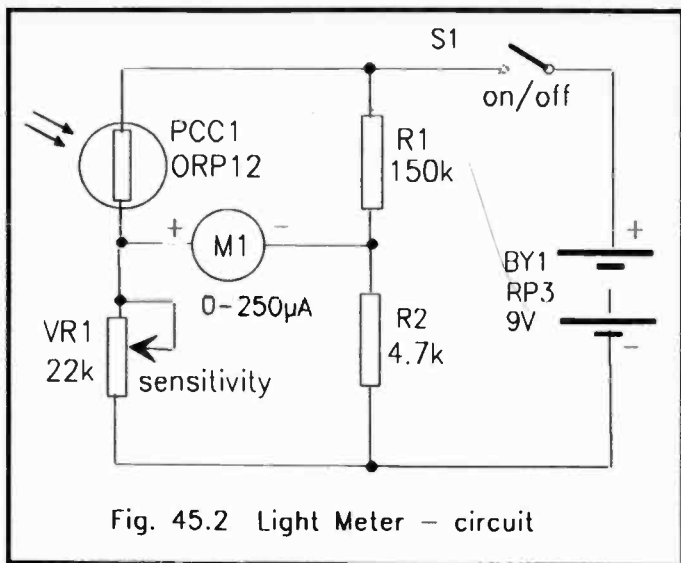 S1
on/off
PCC1
ORP12
R1
150k
+ -
M1
0-250µA
+
BY1
RP3
9V
-
VR1
22k
sensitivity
R2
4.7k
Fig. 45.2 Light Meter – circuit